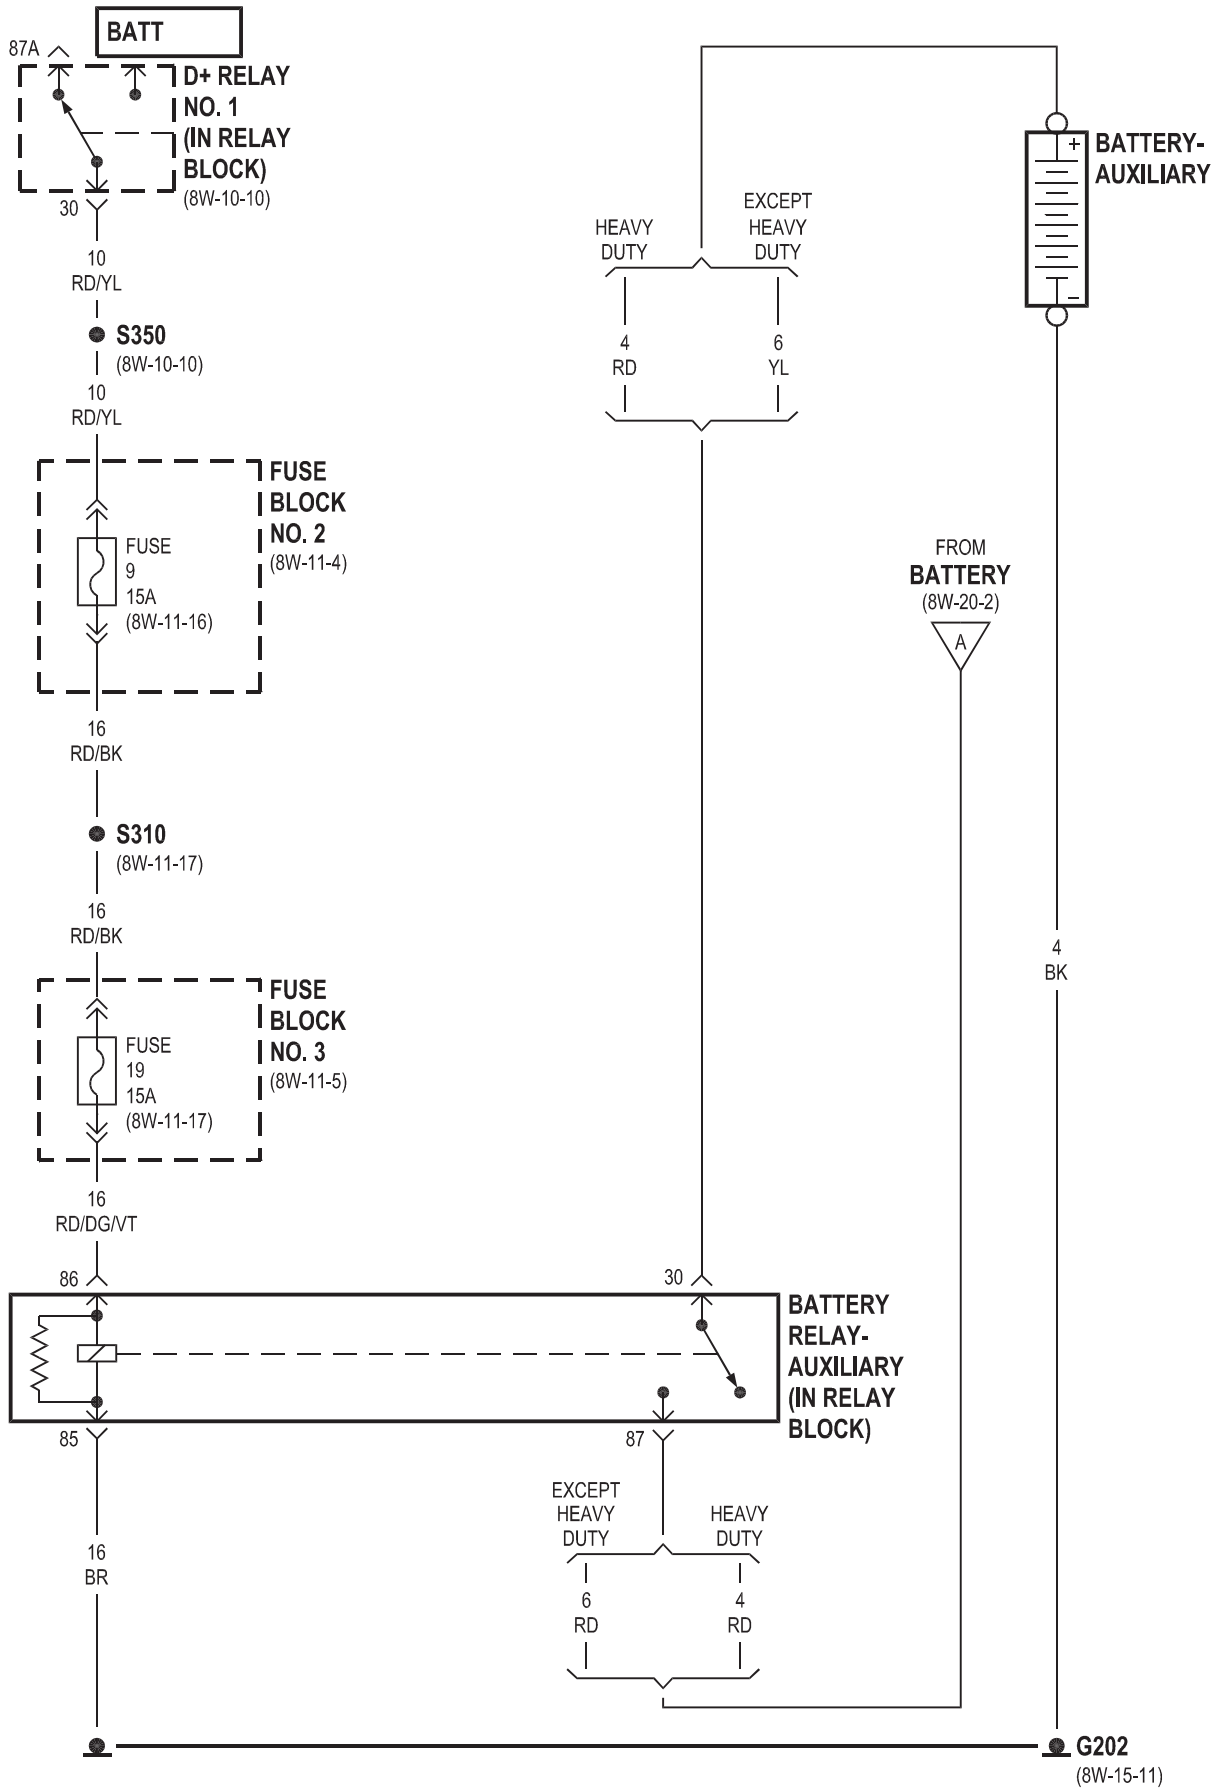 BATT
87A
D+ RELAY
NO. 1
(IN RELAY
BLOCK)
(8W-10-10)
30
10
RD/YL
S350
(8W-10-10)
10
RD/YL
FUSE
BLOCK
NO. 2
(8W-11-4)
FUSE
9
15A
(8W-11-16)
16
RD/BK
S310
(8W-11-17)
16
RD/BK
FUSE
BLOCK
NO. 3
(8W-11-5)
FUSE
19
15A
(8W-11-17)
16
RD/DG/VT
86
85
16
BR
HEAVY
DUTY
EXCEPT
HEAVY
DUTY
4
RD
6
YL
+
−
BATTERY-
AUXILIARY
FROM
BATTERY
(8W-20-2)
A
4
BK
30
BATTERY
RELAY-
AUXILIARY
(IN RELAY
BLOCK)
87
EXCEPT
HEAVY
DUTY
HEAVY
DUTY
6
RD
4
RD
G202
(8W-15-11)